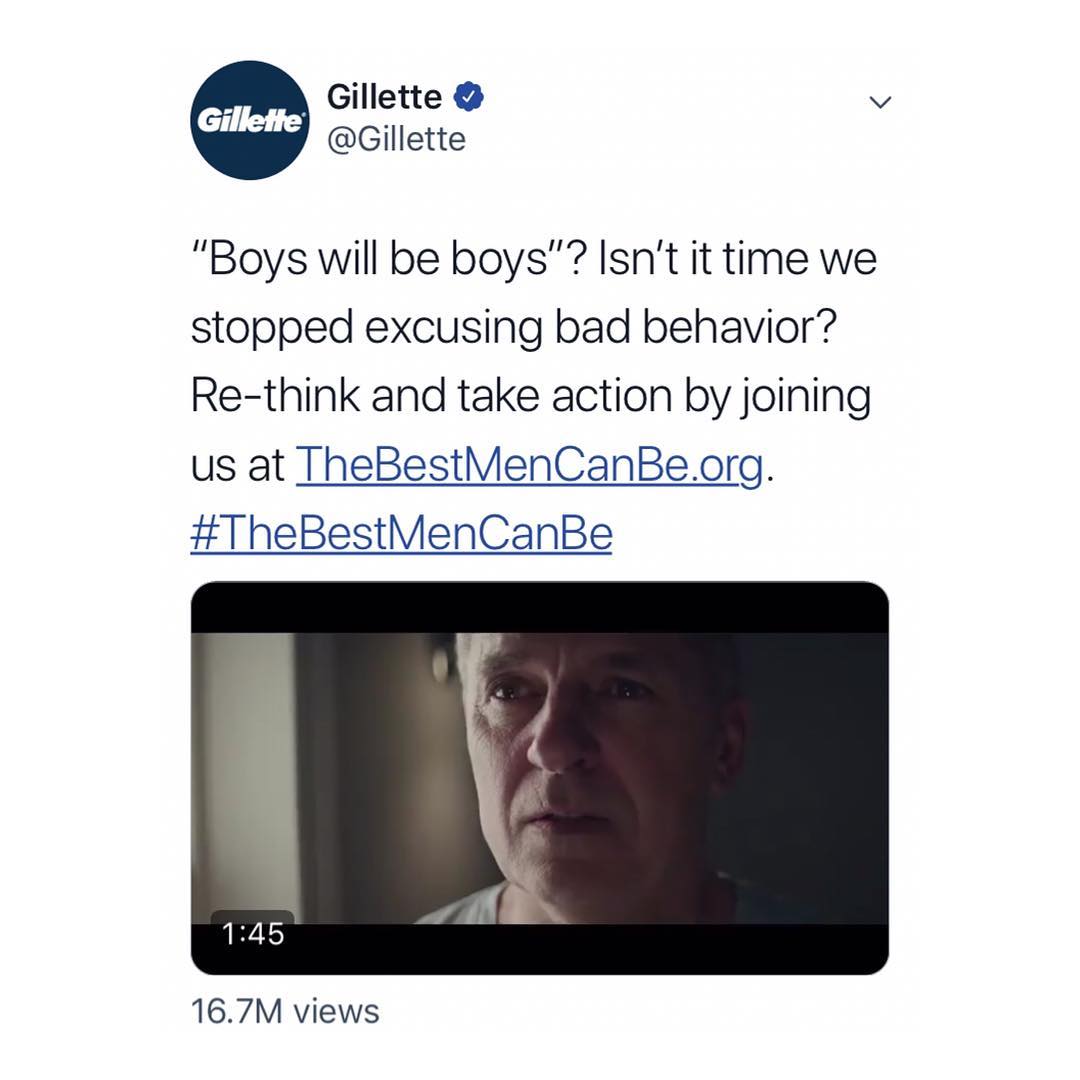 Gillette
Gillette
@Gillette
“Boys will be boys”? Isn’t it time we
stopped excusing bad behavior?
Re-think and take action by joining
us at TheBestMenCanBe.org.
#TheBestMenCanBe
1:45
16.7M views